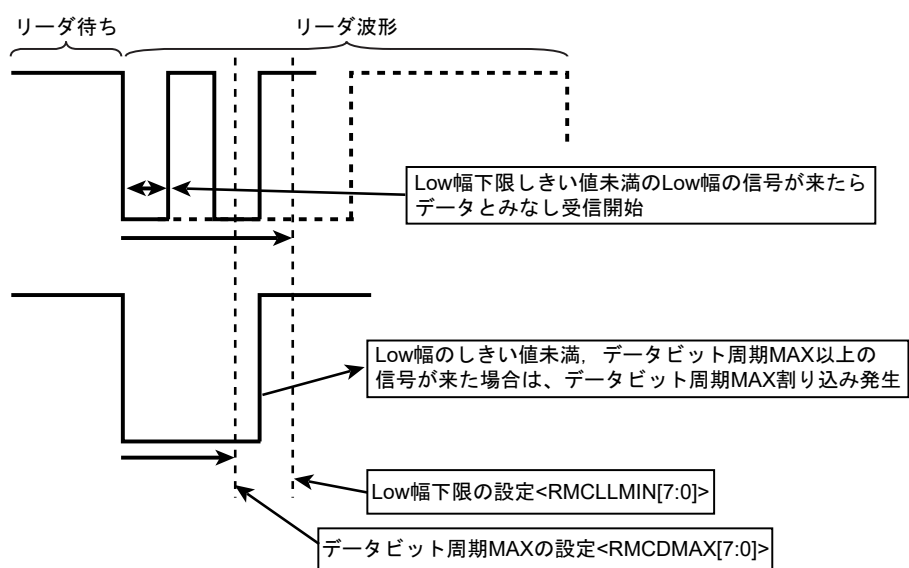 リーダ待ち
リーダ波形
Low幅下限しきい値未満のLow幅の信号が来たら
データとみなし受信開始
Low幅のしきい値未満，データビット周期MAX以上の
信号が来た場合は、データビット周期MAX割り込み発生
Low幅下限の設定<RMCLLMIN[7:0]>
データビット周期MAXの設定<RMCDMAX[7:0]>